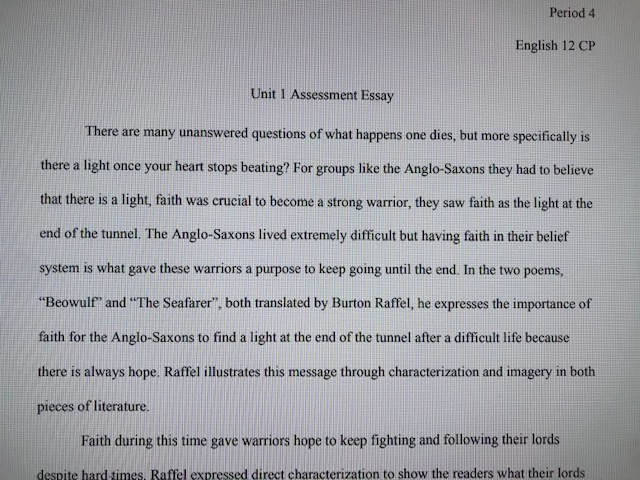 Period 4
English 12 CP
Unit 1 Assessment Essay
There are many unanswered questions of what happens one dies, but more specifically is
there a light once your heart stops beating? For groups like the Anglo-Saxons they had to believe
that there is a light, faith was crucial to become a strong warrior, they saw faith as the light at the
end of the tunnel. The Anglo-Saxons lived extremely difficult but having faith in their belief
system is what gave these warriors a purpose to keep going until the end. In the two poems,
“Beowulf” and “The Seafarer”, both translated by Burton Raffel, he expresses the importance of
faith for the Anglo-Saxons to find a light at the end of the tunnel after a difficult life because
there is always hope. Raffel illustrates this message through characterization and imagery in both
pieces of literature.
Faith during this time gave warriors hope to keep fighting and following their lords
despite hard times. Raffel expressed direct characterization to show the readers what their lords